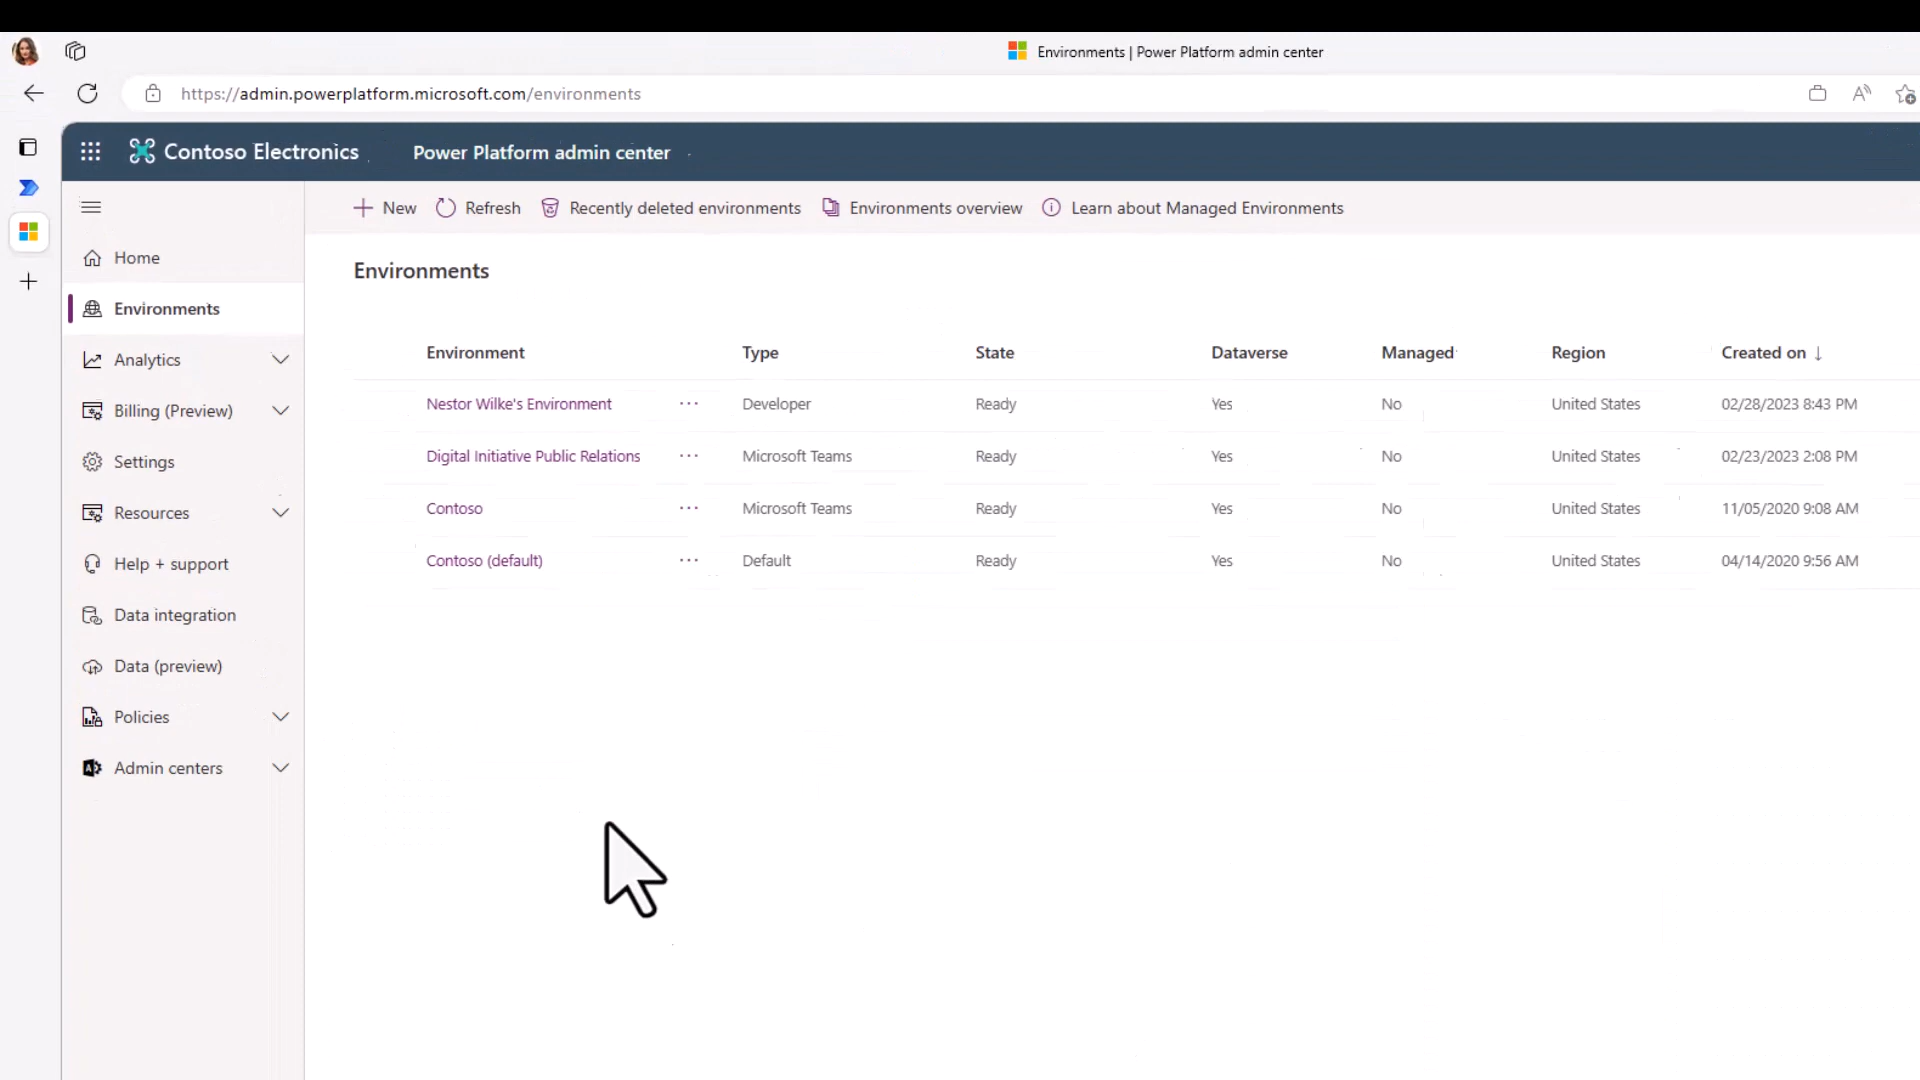 Environments | Power Platform admin center
https://admin.powerplatform.microsoft.com/environments
Contoso Electronics Power Platform admin center
New Refresh Recently deleted environments Environments overview Learn about Managed Environments
Home
Environments
Analytics
Billing (Preview)
Settings
Resources
Help + support
Data integration
Data (preview)
Policies
Admin centers
Environments
Environment Type State Dataverse Managed Region Created on ↓
Nestor Wilke's Environment ... Developer Ready Yes No United States 02/28/2023 8:43 PM
Digital Initiative Public Relations ... Microsoft Teams Ready Yes No United States 02/23/2023 2:08 PM
Contoso ... Microsoft Teams Ready Yes No United States 11/05/2020 9:08 AM
Contoso (default) ... Default Ready Yes No United States 04/14/2020 9:56 AM